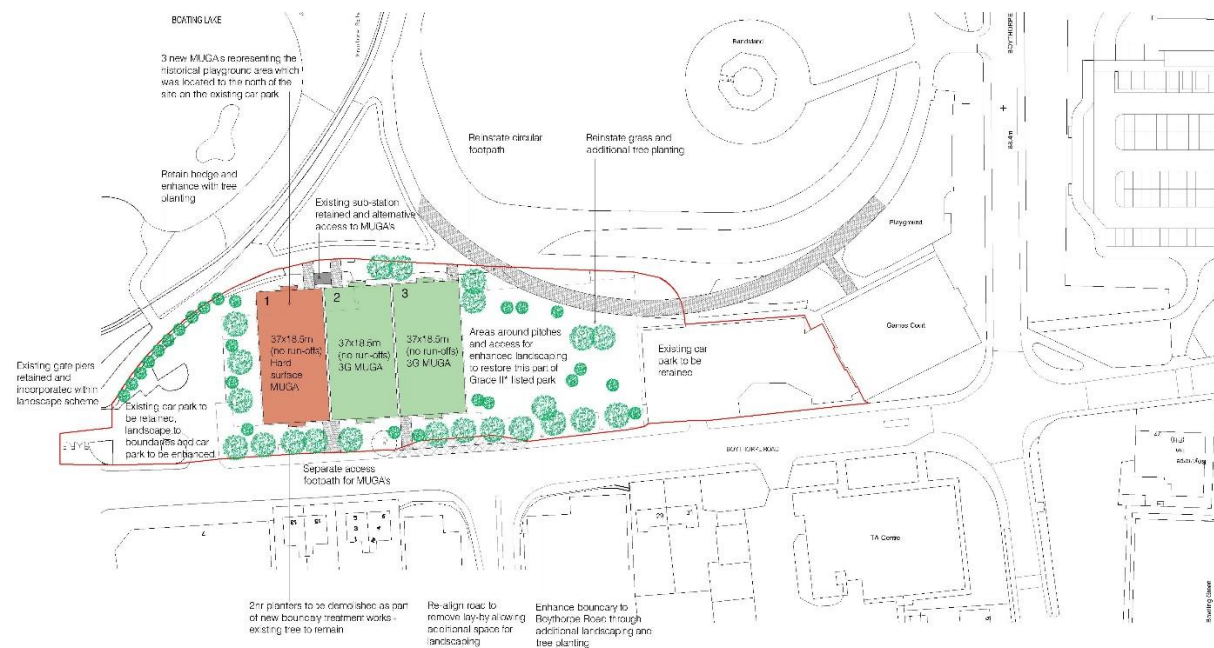 BOATING LAKE
3 new MUGA's representing the
historical playground area which
was located to the north of the
site on the existing car park
Bandstand
Reinstate circular
footpath
Reinstate grass and
additional tree planting
88.4m
Retain hedge and
enhance with tree
planting
Existing sub-station
retained and alternative
access to MUGA's
Playground
Games Court
1
37x18.5m
(no run-offs)
Hard
surface
MUGA
2
37x18.5m
(no run-offs)
3G MUGA
3
37x18.5m
(no run-offs)
3G MUGA
Areas around pitches
and access for
enhanced landscaping
to restore this part of
Grace II* listed park
Existing car
park to be
retained
Existing gate piers
retained and
incorporated within
landscape scheme
Existing car park to
be retained,
landscape to
boundaries and car
park to be enhanced
BOYTHORPE ROAD
Separate access
footpath for MUGA's
TA Centre
2nr planters to be demolished as part
of new boundary treatment works -
existing tree to remain
Re-align road to
remove lay-by allowing
additional space for
landscaping
Enhance boundary to
Boythorpe Road through
additional landscaping and
tree planting